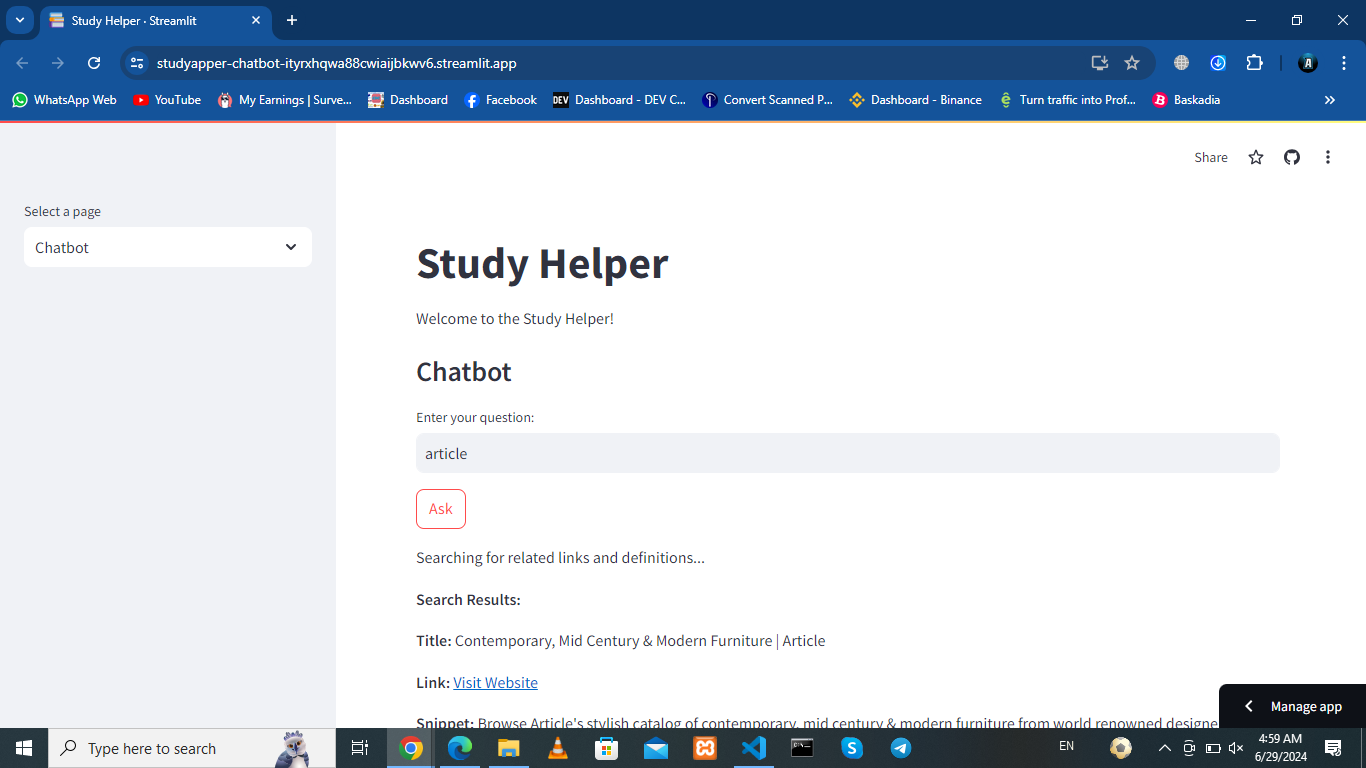 Study Helper · Streamlit
studyapper-chatbot-ityrxhqwa88cwiaijbkwv6.streamlit.app
A
WhatsApp Web
YouTube
My Earnings | Surve...
Dashboard
Facebook
DEV
Dashboard - DEV C...
Convert Scanned P...
Dashboard - Binance
Turn traffic into Prof...
Baskadia
Share
Select a page
Chatbot
Study Helper
Welcome to the Study Helper!
Chatbot
Enter your question:
article
Ask
Searching for related links and definitions...
Search Results:
Title: Contemporary, Mid Century & Modern Furniture | Article
Link: Visit Website
Snippet: Browse Article's stylish catalog of contemporary, mid century & modern furniture from world renowned
Manage app
Type here to search
EN
4:59 AM
6/29/2024